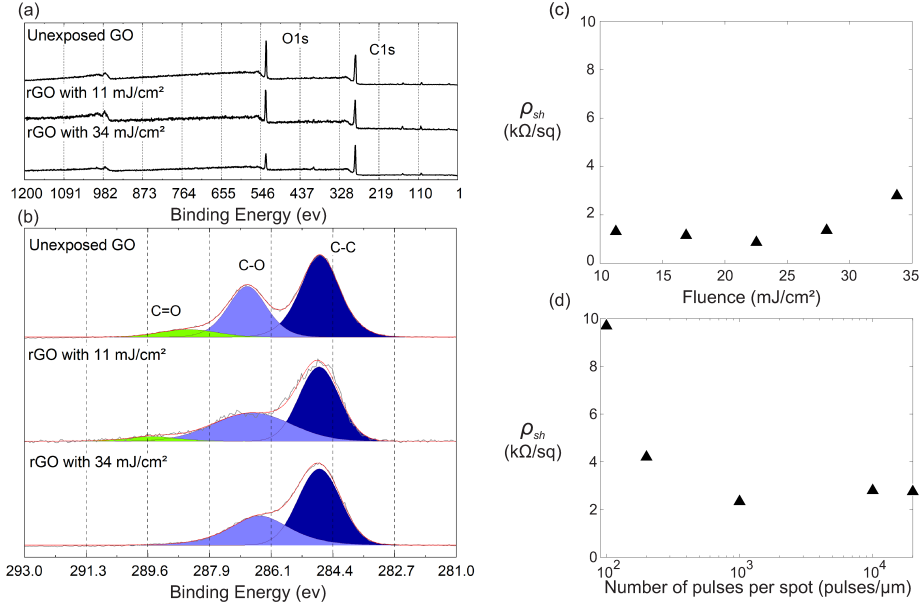 (a)
Unexposed GO
O1s
C1s
rGO with 11 mJ/cm²
rGO with 34 mJ/cm²
1200 1091 982 873 764 655 546 437 328 219 110 1
Binding Energy (ev)
(b)
Unexposed GO
C-C
C-O
C=O
rGO with 11 mJ/cm²
rGO with 34 mJ/cm²
293.0 291.3 289.6 287.9 286.1 284.4 282.7 281.0
Binding Energy (eV)
(c)
10
8
6
4
2
0
ρsh
(kΩ/sq)
10 15 20 25 30 35
Fluence (mJ/cm²)
(d)
10
8
6
4
2
0
ρsh
(kΩ/sq)
10² 10³ 10⁴
Number of pulses per spot (pulses/µm)